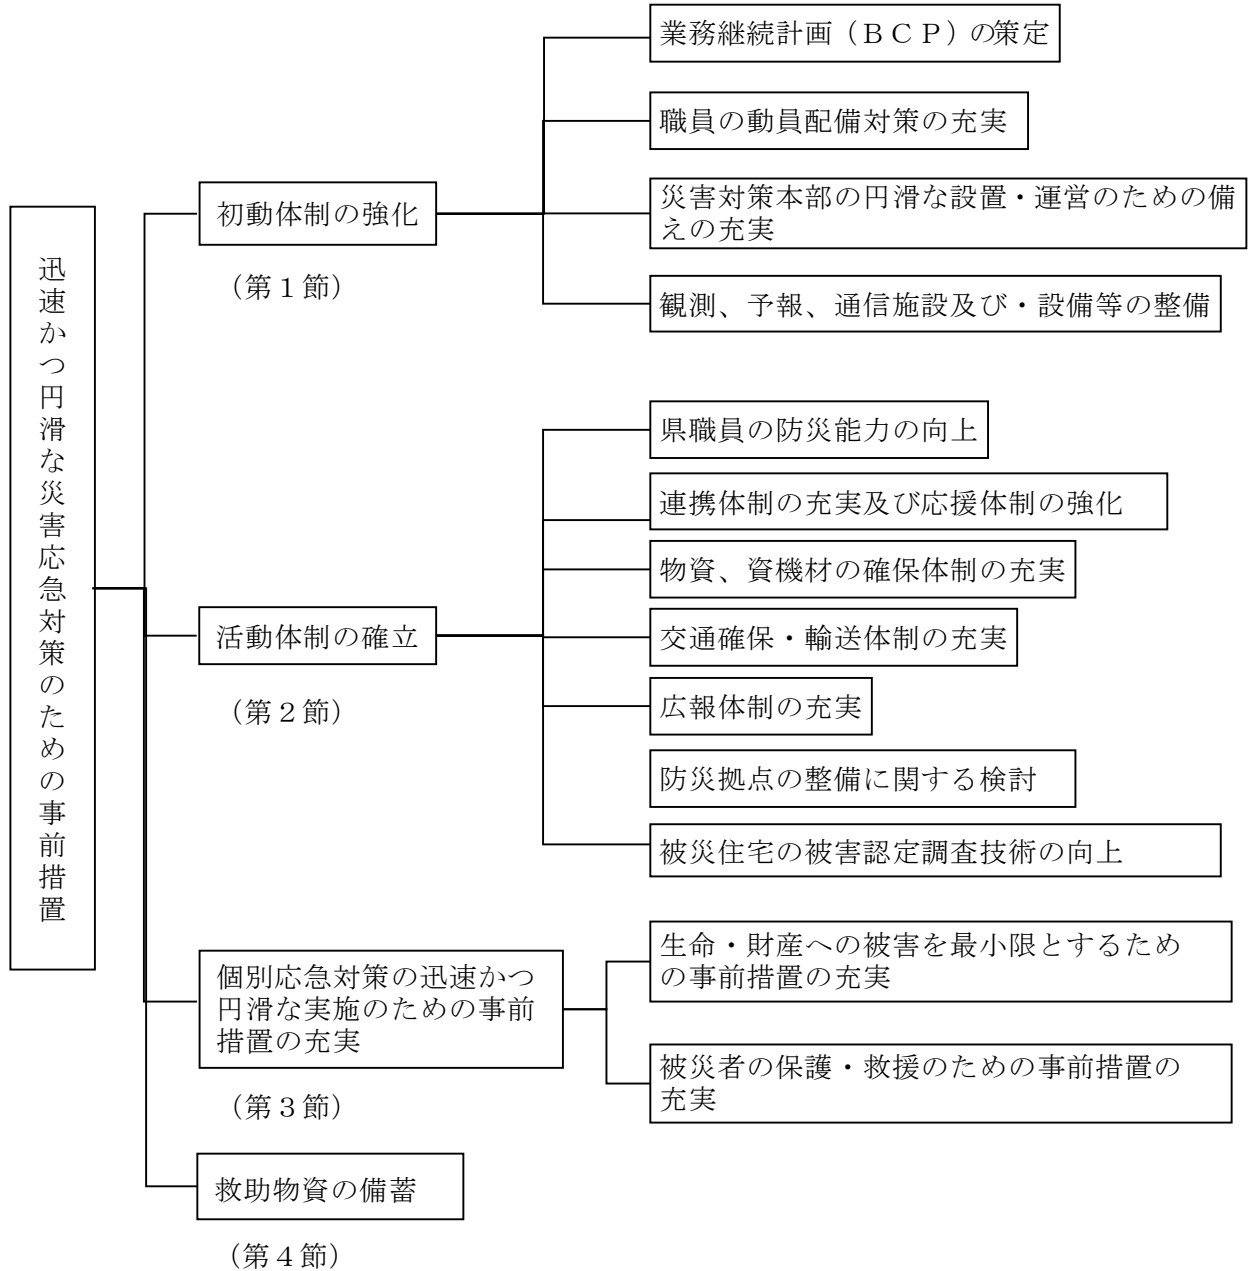 迅速かつ円滑な災害応急対策のための事前措置
初動体制の強化
（第１節）
業務継続計画（ＢＣＰ）の策定
職員の動員配備対策の充実
災害対策本部の円滑な設置・運営のための備
えの充実
観測、予報、通信施設及び・設備等の整備
活動体制の確立
（第２節）
県職員の防災能力の向上
連携体制の充実及び応援体制の強化
物資、資機材の確保体制の充実
交通確保・輸送体制の充実
広報体制の充実
防災拠点の整備に関する検討
被災住宅の被害認定調査技術の向上
個別応急対策の迅速かつ
円滑な実施のための事前
措置の充実
（第３節）
生命・財産への被害を最小限とするため
の事前措置の充実
被災者の保護・救援のための事前措置の
充実
救助物資の備蓄
（第４節）